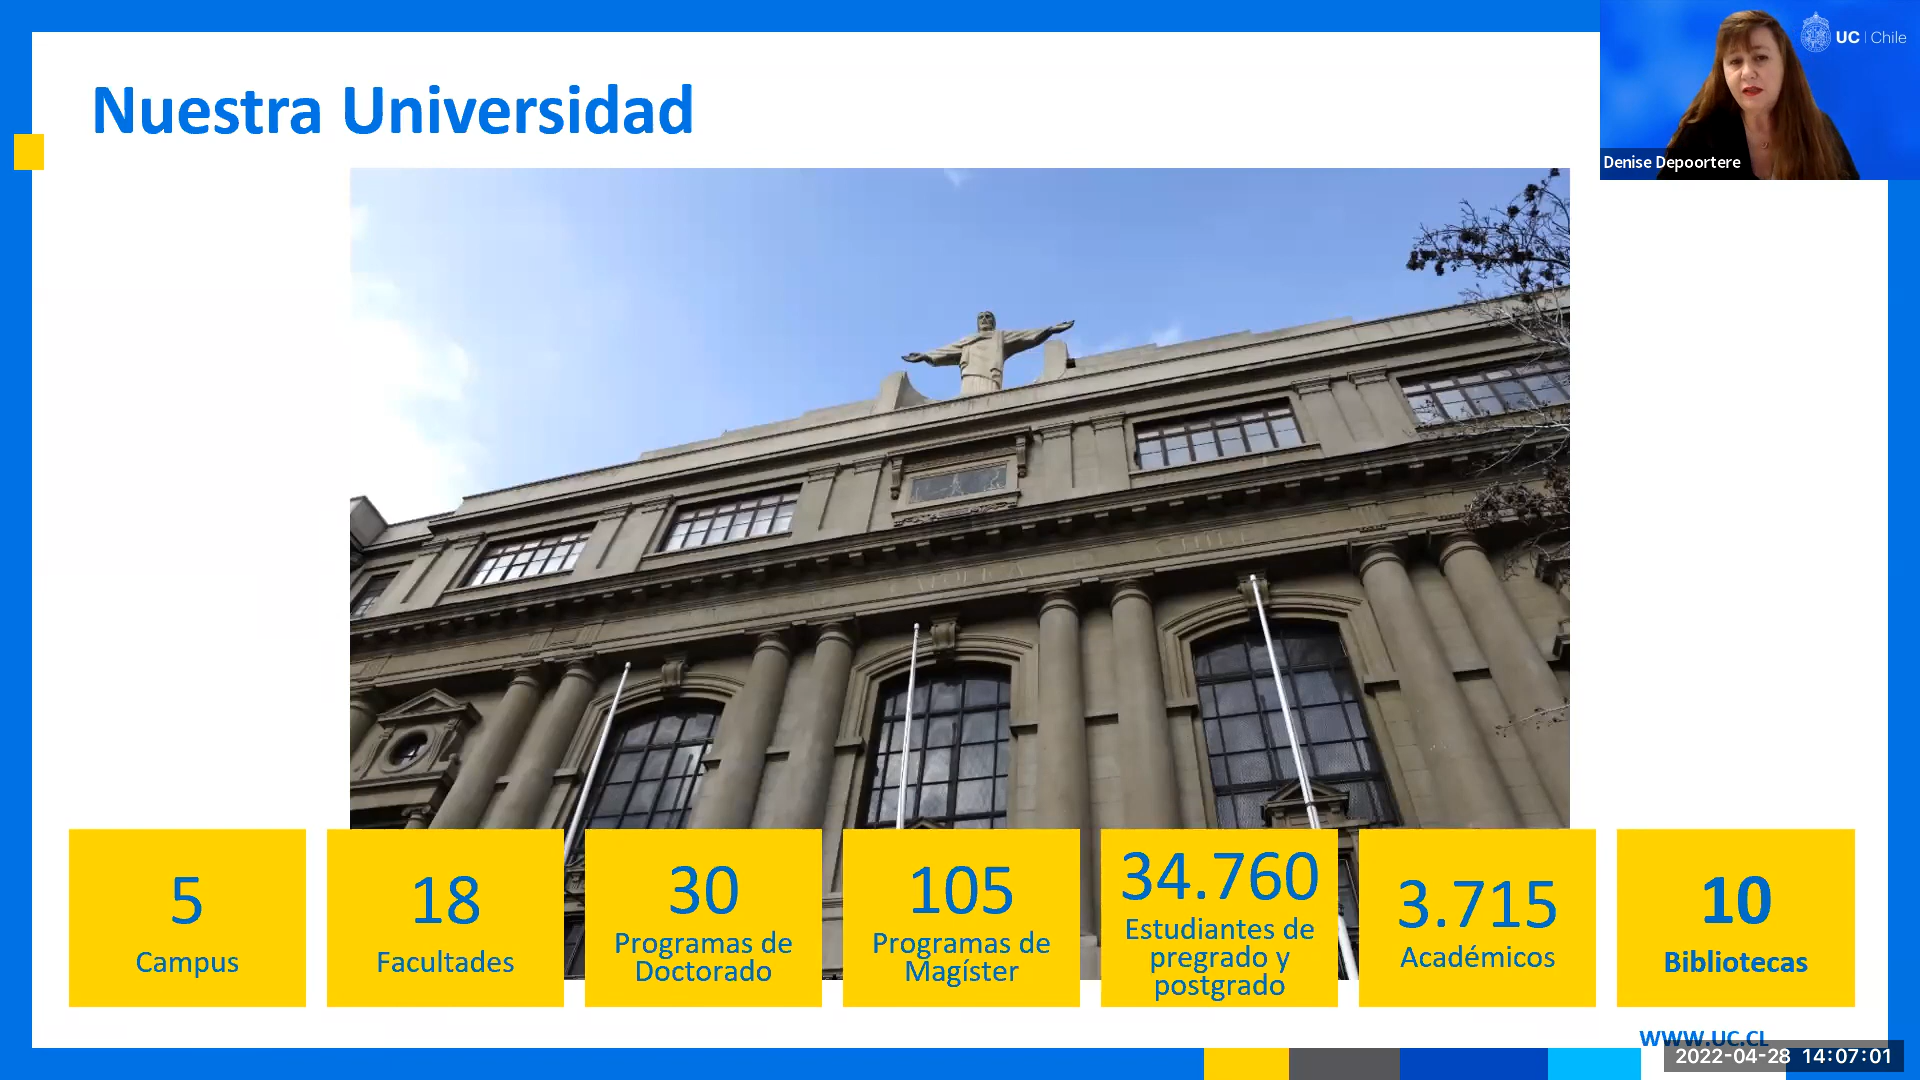 Nuestra Universidad
UC | Chile
Denise Depoortere
5
Campus
18
Facultades
30
Programas de
Doctorado
105
Programas de
Magíster
34.760
Estudiantes de
pregrado y
postgrado
3.715
Académicos
10
Bibliotecas
WWW.UC.CL
2022-04-28 14:07:01